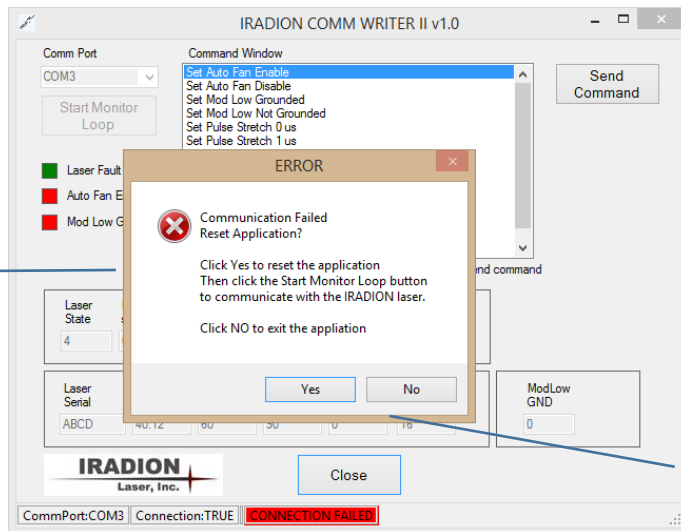 IRADION COMM WRITER II v1.0
Comm Port
Command Window
COM3
Set Auto Fan Enable
Set Auto Fan Disable
Set Mod Low Grounded
Set Mod Low Not Grounded
Set Pulse Stretch 0 us
Set Pulse Stretch 1 us
Send
Command
Start Monitor
Loop
ERROR
Laser Fault
Auto Fan E
Mod Low G
Communication Failed
Reset Application?
Click Yes to reset the application
Then click the Start Monitor Loop button
to communicate with the IRADION laser.
Click NO to exit the appliation
end command
Laser
State
4
Yes
No
Laser
Serial
ModLow
GND
ABCD
40.12
60
90
0
16
0
IRADION
Laser, Inc.
Close
CommPort:COM3
Connection:TRUE
CONNECTION FAILED